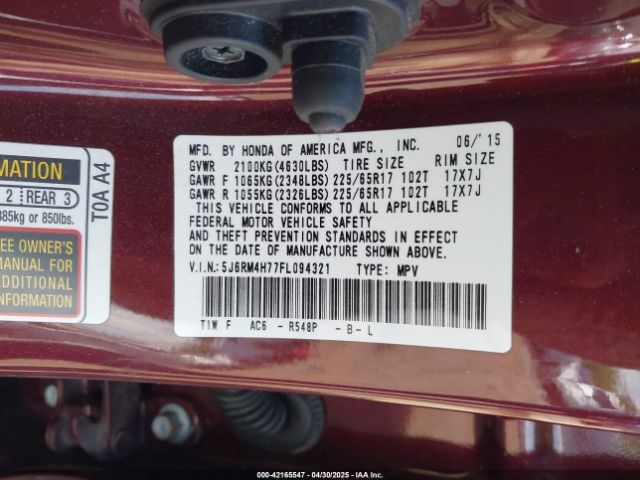 MFD. BY HONDA OF AMERICA MFG., INC. 06/'15
GVWR 2100KG(4630LBS) TIRE SIZE RIM SIZE
GAWR F 1065KG(2348LBS) 225/65R17 102T 17X7J
GAWR R 1055KG(2326LBS) 225/65R17 102T 17X7J
THIS VEHICLE CONFORMS TO ALL APPLICABLE
FEDERAL MOTOR VEHICLE SAFETY
AND THEFT PREVENTION STANDARDS IN EFFECT
ON THE DATE OF MANUFACTURE SHOWN ABOVE.
V.I.N.:5J6RM4H77FL094321 TYPE: MPV
T1W F AC6 - R548P - B - L
MATION
2 REAR 3
385kg or 850lbs.
EE OWNER'S
MANUAL FOR
ADDITIONAL
INFORMATION
T0A A4
000-42165547 - 04/30/2025 - IAA Inc.